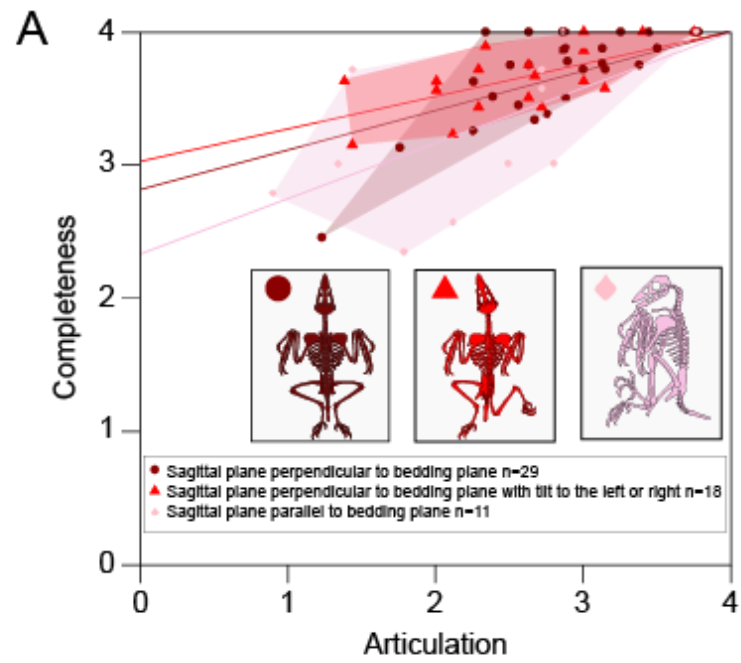 A
4
3
2
1
0
Completeness
Sagittal plane perpendicular to bedding plane n=29
Sagittal plane perpendicular to bedding plane with tilt to the left or right n=18
Sagittal plane parallel to bedding plane n=11
0 1 2 3 4
Articulation